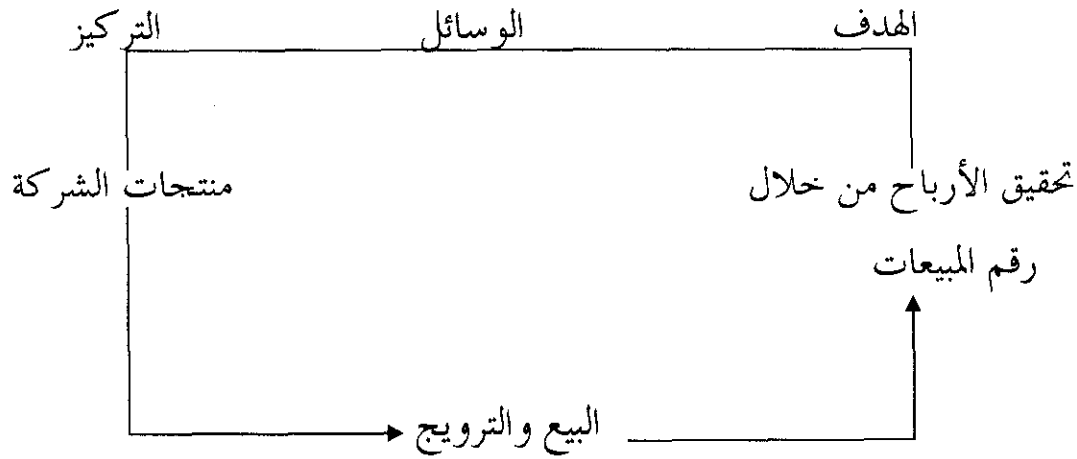 الهدف الوسائل التركيز
تحقيق الأرباح من خلال منتجات الشركة
رقم المبيعات
البيع والترويج